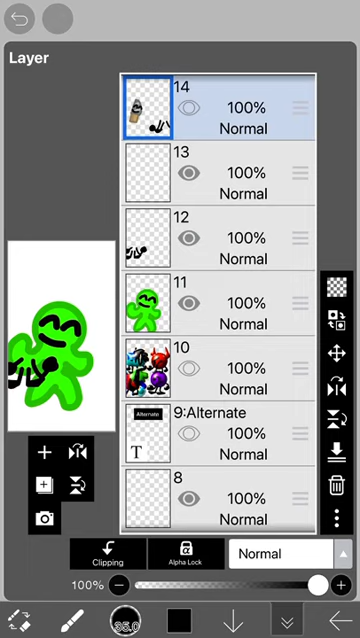 Layer
14
100%
Normal
13
100%
Normal
12
100%
Normal
11
100%
Normal
10
100%
Normal
9:Alternate
Alternate
T
100%
Normal
8
100%
Normal
Clipping
Alpha Lock
Normal
100%
35.0